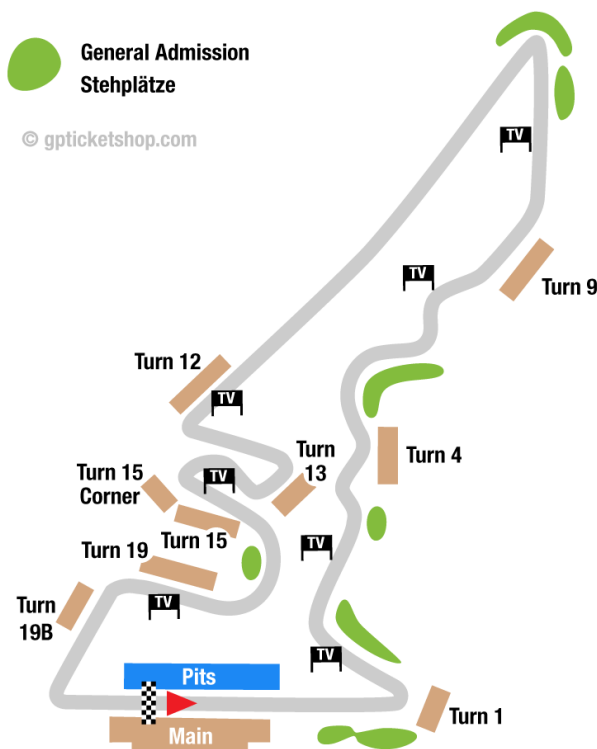 General Admission
Stehplätze
© gpticketshop.com
TV
Turn 9
TV
Turn 12
TV
Turn
13
Turn 4
Turn 15
Corner
TV
Turn 15
Turn 19
TV
TV
Turn
19B
TV
Pits
Turn 1
Main